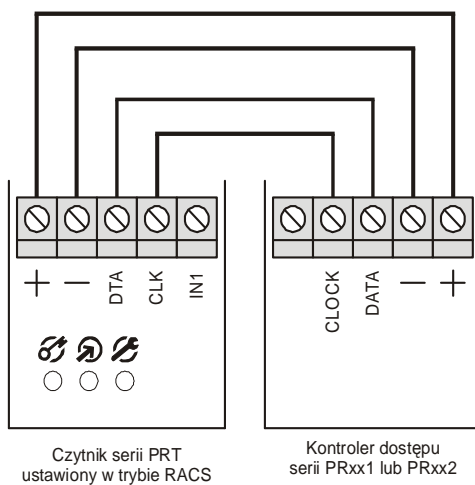 + — DTA CLK IN1
CLOCK DATA — +
Czytnik serii PRT
ustawiony w trybie RACS
Kontroler dostępu
serii PRxx1 lub PRxx2